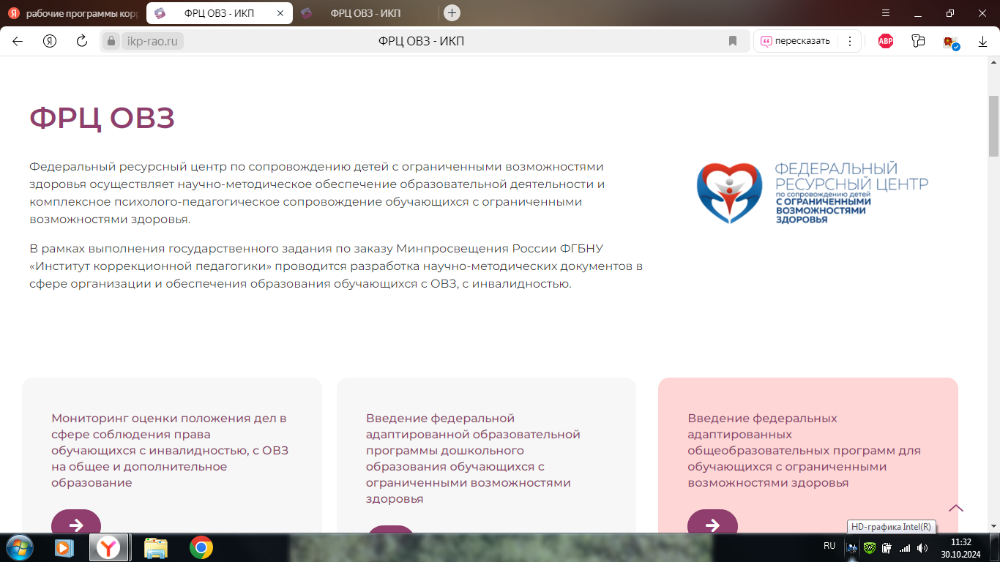 рабочие программы кор
ФРЦ ОВЗ - ИКП
ФРЦ ОВЗ - ИКП
ikp-rao.ru
ФРЦ ОВЗ - ИКП
пересказать
ABP
ФРЦ ОВЗ
Федеральный ресурсный центр по сопровождению детей с ограниченными возможностями
здоровья осуществляет научно-методическое обеспечение образовательной деятельности и
комплексное психолого-педагогическое сопровождение обучающихся с ограниченными
возможностями здоровья.
В рамках выполнения государственного задания по заказу Минпросвещения России ФГБНУ
«Институт коррекционной педагогики» проводится разработка научно-методических документов в
сфере организации и обеспечения образования обучающихся с ОВЗ, с инвалидностью.
ФЕДЕРАЛЬНЫЙ
РЕСУРСНЫЙ ЦЕНТР
по сопровождению детей
С ОГРАНИЧЕННЫМИ
ВОЗМОЖНОСТЯМИ
ЗДОРОВЬЯ
Мониторинг оценки положения дел в
сфере соблюдения права
обучающихся с инвалидностью, с ОВЗ
на общее и дополнительное
образование
Введение федеральной
адаптированной образовательной
программы дошкольного
образования обучающихся с
ограниченными возможностями
здоровья
Введение федеральных
адаптированных
общеобразовательных программ для
обучающихся с ограниченными
возможностями здоровья
HD-графика Intel(R)
RU
11:32
30.10.2024